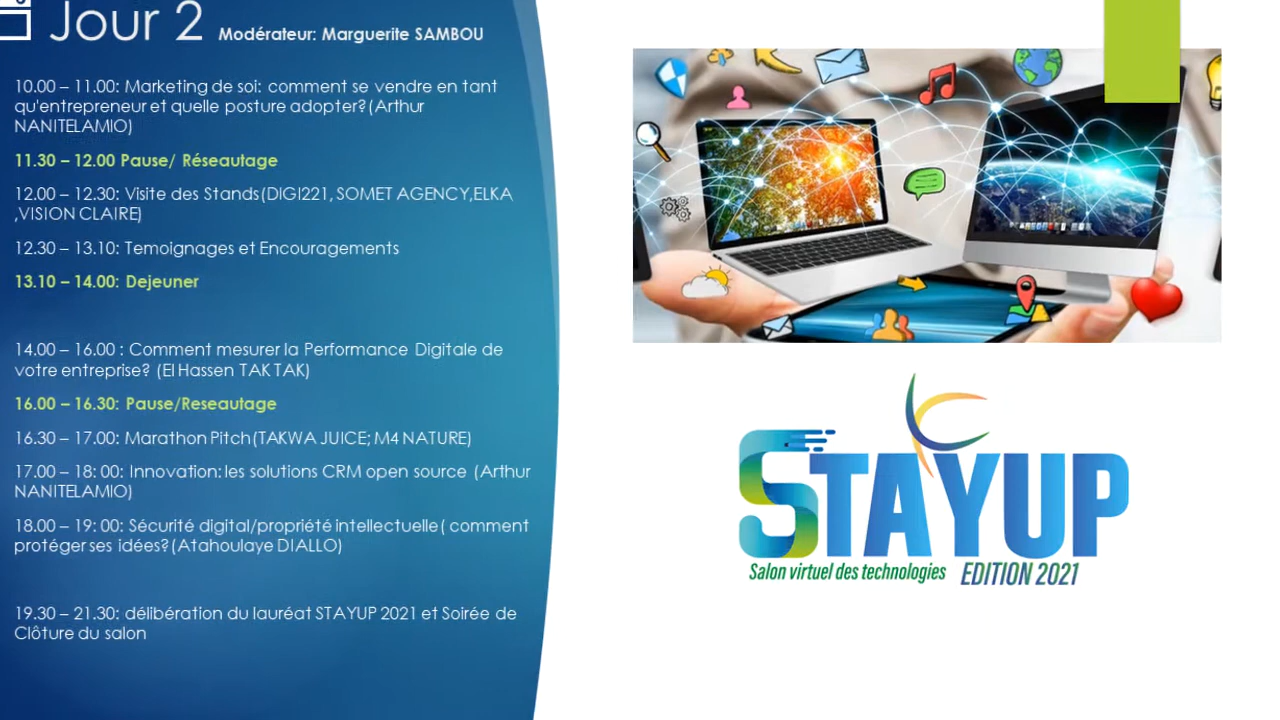 Jour 2 Modérateur: Marguerite SAMBOU
10.00 – 11.00: Marketing de soi: comment se vendre en tant
qu'entrepreneur et quelle posture adopter?(Arthur
NANITELAMIO)
11.30 – 12.00 Pause/ Réseautage
12.00 – 12.30: Visite des Stands(DIGI221, SOMET AGENCY,ELKA
,VISION CLAIRE)
12.30 – 13.10: Temoignages et Encouragements
13.10 – 14.00: Dejeuner
14.00 – 16.00 : Comment mesurer la Performance Digitale de
votre entreprise? (El Hassen TAK TAK)
16.00 – 16.30: Pause/Reseautage
16.30 – 17.00: Marathon Pitch(TAKWA JUICE; M4 NATURE)
17.00 – 18: 00: Innovation: les solutions CRM open source (Arthur
NANITELAMIO)
18.00 – 19: 00: Sécurité digital/propriété intellectuelle( comment
protéger ses idées?(Atahoulaye DIALLO)
19.30 – 21.30: délibération du lauréat STAYUP 2021 et Soirée de
Clôture du salon
STAYUP
Salon virtuel des technologies EDITION 2021